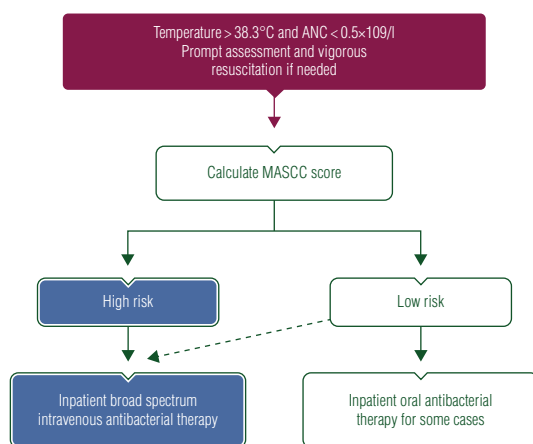 Temperature > 38.3°C and ANC < 0.5×109/l
Prompt assessment and vigorous
resuscitation if needed
Calculate MASCC score
High risk
Low risk
Inpatient broad spectrum
intravenous antibacterial therapy
Inpatient oral antibacterial
therapy for some cases